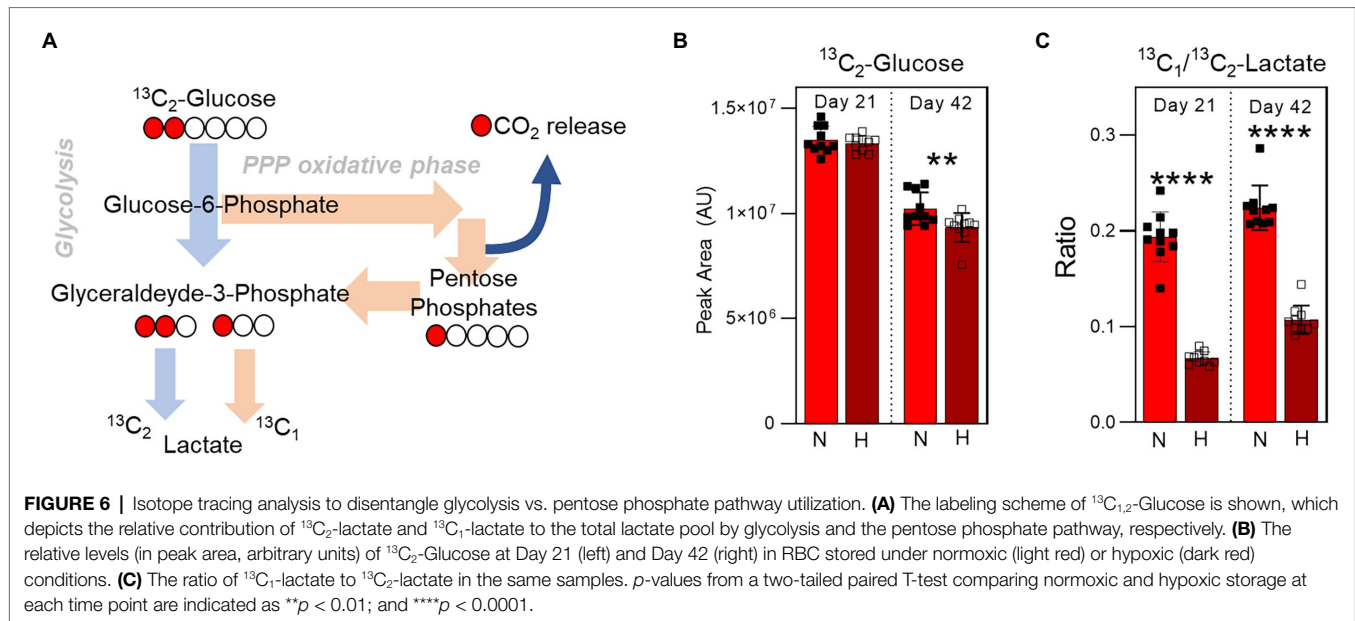 A
¹³C₂-Glucose
CO₂ release
Glycolysis
PPP oxidative phase
Glucose-6-Phosphate
Pentose
Phosphates
Glyceraldeyde-3-Phosphate
¹³C₂
Lactate
¹³C₁
B
¹³C₂-Glucose
Peak Area (AU)
1.5×10⁷
1×10⁷
5×10⁶
0
Day 21
Day 42
**
N
H
N
H
C
¹³C₁/¹³C₂-Lactate
Ratio
0.3
0.2
0.1
0.0
Day 21
Day 42
****
****
N
H
N
H
FIGURE 6 | Isotope tracing analysis to disentangle glycolysis vs. pentose phosphate pathway utilization. (A) The labeling scheme of ¹³C₁,₂-Glucose is shown, which
depicts the relative contribution of ¹³C₂-lactate and ¹³C₁-lactate to the total lactate pool by glycolysis and the pentose phosphate pathway, respectively. (B) The
relative levels (in peak area, arbitrary units) of ¹³C₂-Glucose at Day 21 (left) and Day 42 (right) in RBC stored under normoxic (light red) or hypoxic (dark red)
conditions. (C) The ratio of ¹³C₁-lactate to ¹³C₂-lactate in the same samples. p-values from a two-tailed paired T-test comparing normoxic and hypoxic storage at
each time point are indicated as **p < 0.01; and ****p < 0.0001.